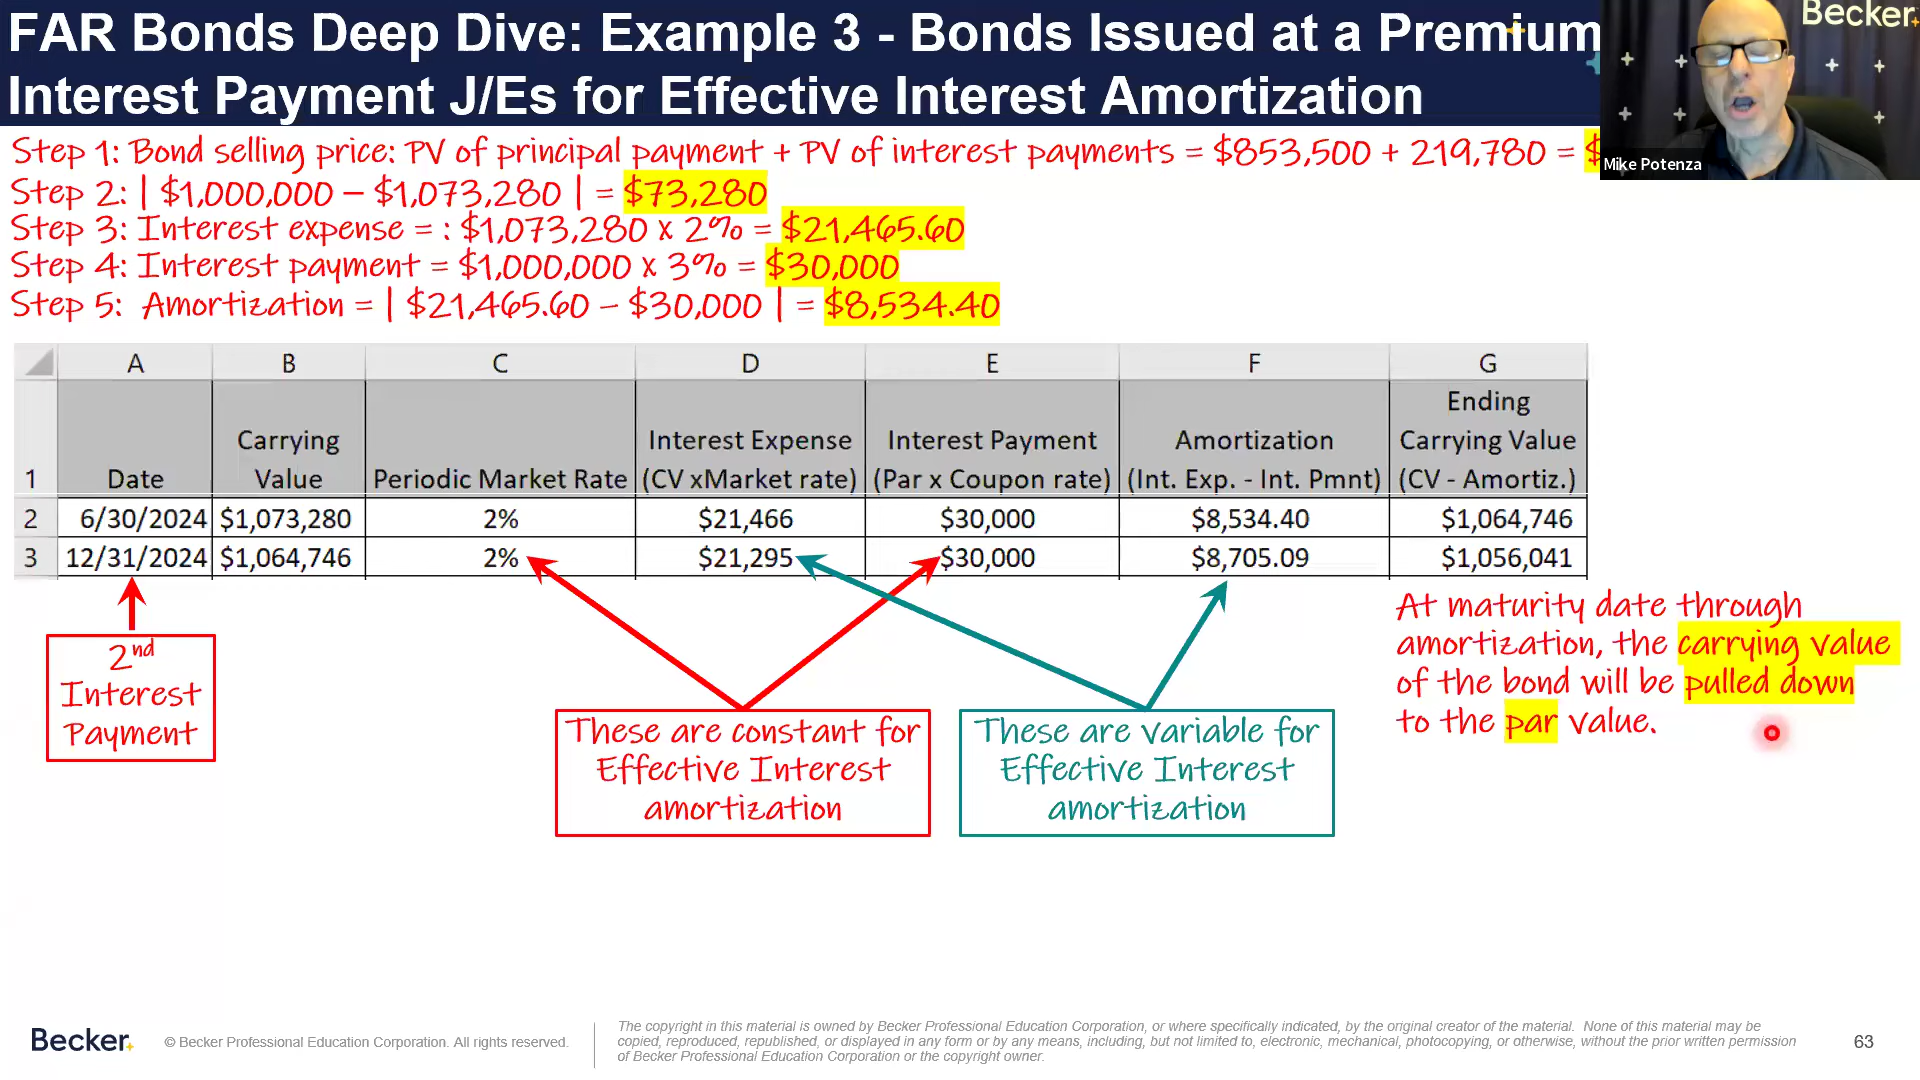 FAR Bonds Deep Dive: Example 3 - Bonds Issued at a Premium
Interest Payment J/Es for Effective Interest Amortization
Becker.
Mike Potenza
Step 1: Bond selling price: PV of principal payment + PV of interest payments = $853,500 + 219,780 = $
Step 2: | $1,000,000 – $1,073,280 | = $73,280
Step 3: Interest expense = : $1,073,280 x 2% = $21,465.60
Step 4: Interest payment = $1,000,000 x 3% = $30,000
Step 5: Amortization = | $21,465.60 – $30,000 | = $8,534.40
A B C D E F G
1 Date Carrying Value Periodic Market Rate Interest Expense (CV xMarket rate) Interest Payment (Par x Coupon rate) Amortization (Int. Exp. - Int. Pmnt) Ending Carrying Value (CV - Amortiz.)
2 6/30/2024 $1,073,280 2% $21,466 $30,000 $8,534.40 $1,064,746
3 12/31/2024 $1,064,746 2% $21,295 $30,000 $8,705.09 $1,056,041
2nd
Interest
Payment
These are constant for
Effective Interest
amortization
These are variable for
Effective Interest
amortization
At maturity date through
amortization, the carrying value
of the bond will be pulled down
to the par value.
Becker.
© Becker Professional Education Corporation. All rights reserved.
The copyright in this material is owned by Becker Professional Education Corporation, or where specifically indicated, by the original creator of the material. None of this material may be
copied, reproduced, republished, or displayed in any form or by any means, including, but not limited to, electronic, mechanical, photocopying, or otherwise, without the prior written permission
of Becker Professional Education Corporation or the copyright owner.
63